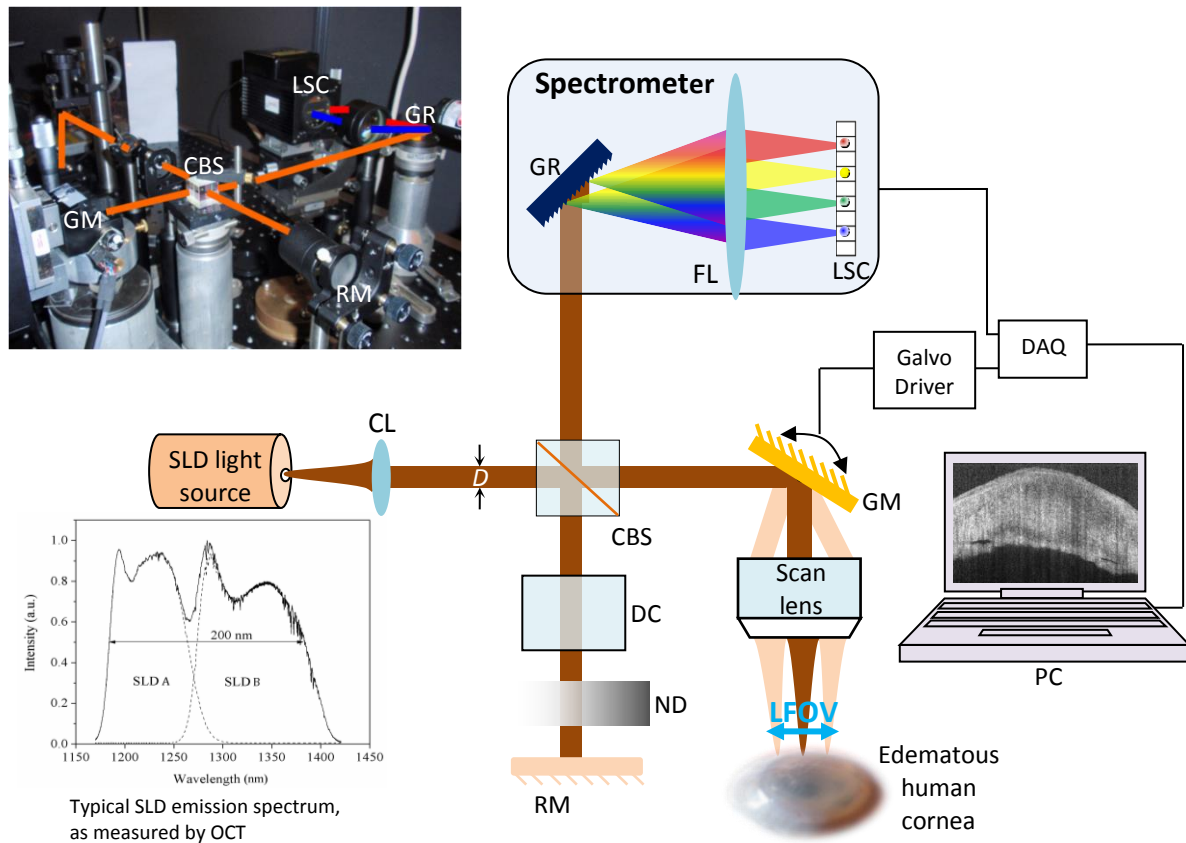 LSC
GR
CBS
GM
RM
Spectrometer
GR
FL
LSC
DAQ
Galvo
Driver
CL
SLD light
source
D
CBS
GM
Scan
lens
DC
ND
RM
LFOV
Edematous
human
cornea
PC
Intensity (a.u.)
1.0
0.8
0.6
0.4
0.2
0.0
200 nm
SLD A
SLD B
1150 1200 1250 1300 1350 1400 1450
Wavelength (nm)
Typical SLD emission spectrum,
as measured by OCT